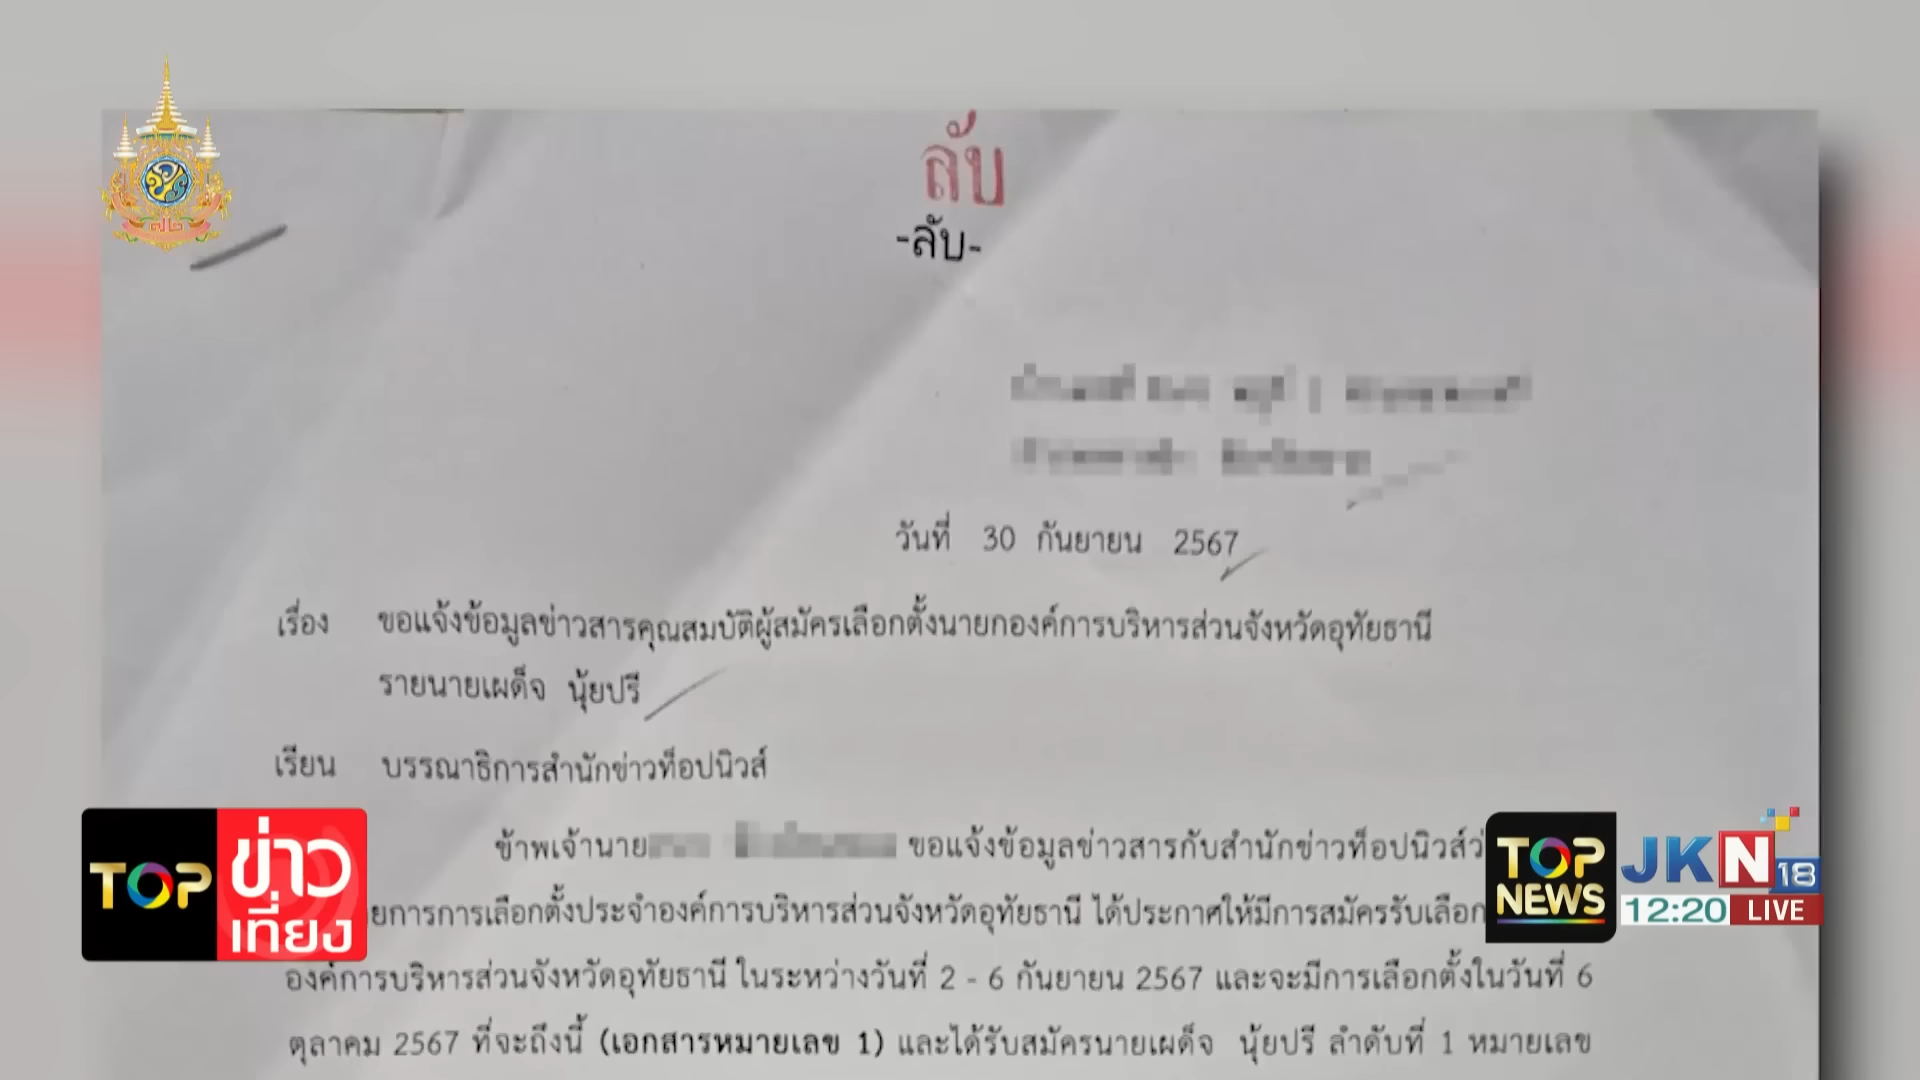 ลับ
-ลับ-
วันที่ 30 กันยายน 2567
เรื่อง ขอแจ้งข้อมูลข่าวสารคุณสมบัติผู้สมัครเลือกตั้งนายกองค์การบริหารส่วนจังหวัดอุทัยธานี
รายนายเผด็จ นุ้ยปรี
เรียน บรรณาธิการสำนักข่าวท็อปนิวส์
ข้าพเจ้านาย ขอแจ้งข้อมูลข่าวสารกับสำนักข่าวท็อปนิวส์
การการเลือกตั้งประจำองค์การบริหารส่วนจังหวัดอุทัยธานี ได้ประกาศให้มีการสมัครรับเลือก
องค์การบริหารส่วนจังหวัดอุทัยธานี ในระหว่างวันที่ 2 - 6 กันยายน 2567 และจะมีการเลือกตั้งในวันที่ 6
ตุลาคม 2567 ที่จะถึงนี้ (เอกสารหมายเลข 1) และได้รับสมัครนายเผด็จ นุ้ยปรี ลำดับที่ 1 หมายเลข
TOP ข่าว
เที่ยง
TOP NEWS
JKN 18
12:20 LIVE